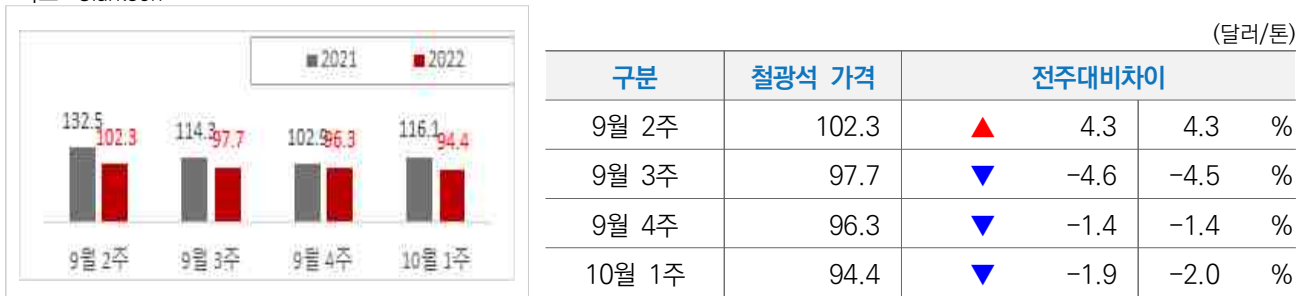 ■2021 ■2022
132.5 102.3 114.3 97.7 102.9 96.3 116.1 94.4
9월 2주 9월 3주 9월 4주 10월 1주
(달러/톤)
구분 철광석 가격 전주대비차이
9월 2주 102.3 ▲ 4.3 4.3 %
9월 3주 97.7 ▼ -4.6 -4.5 %
9월 4주 96.3 ▼ -1.4 -1.4 %
10월 1주 94.4 ▼ -1.9 -2.0 %